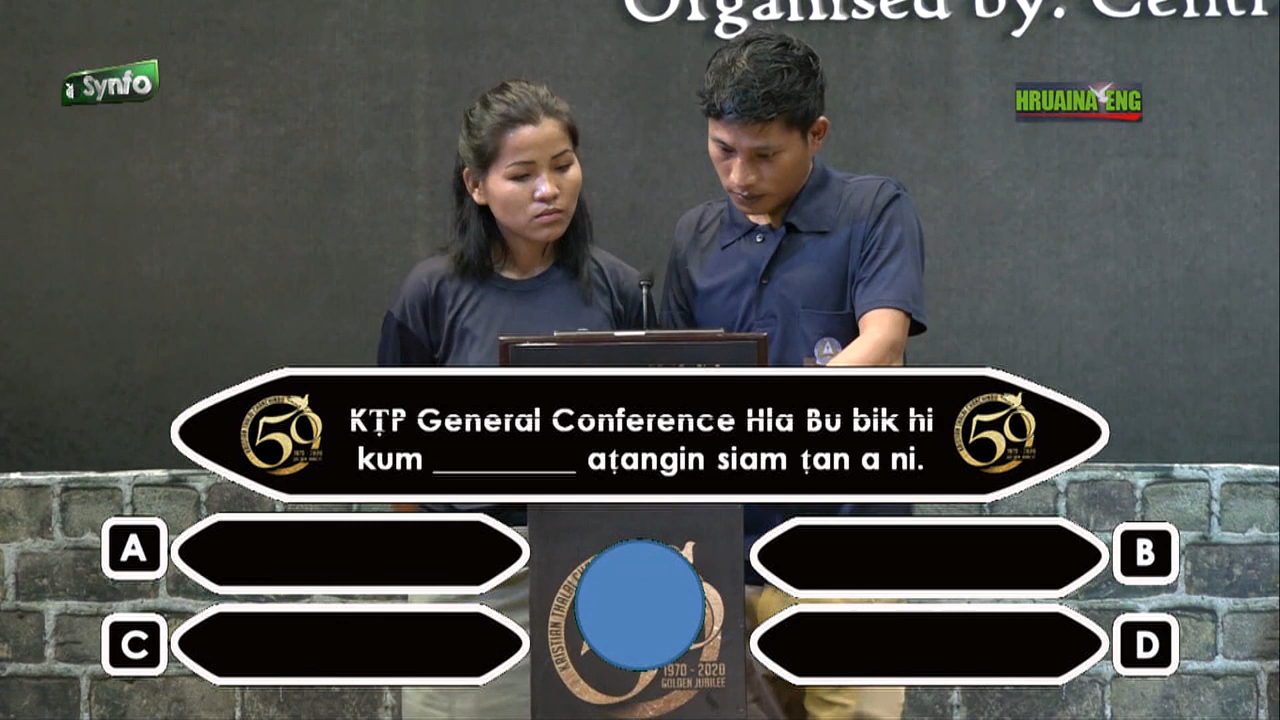 Organised by: Centr
Synfo
HRUAINA ENG
KṬP General Conference Hla Bu bik hi
kum __________ aṭangin siam ṭan a ni.
A
B
C
D
1970 - 2020
GOLDEN JUBILEE